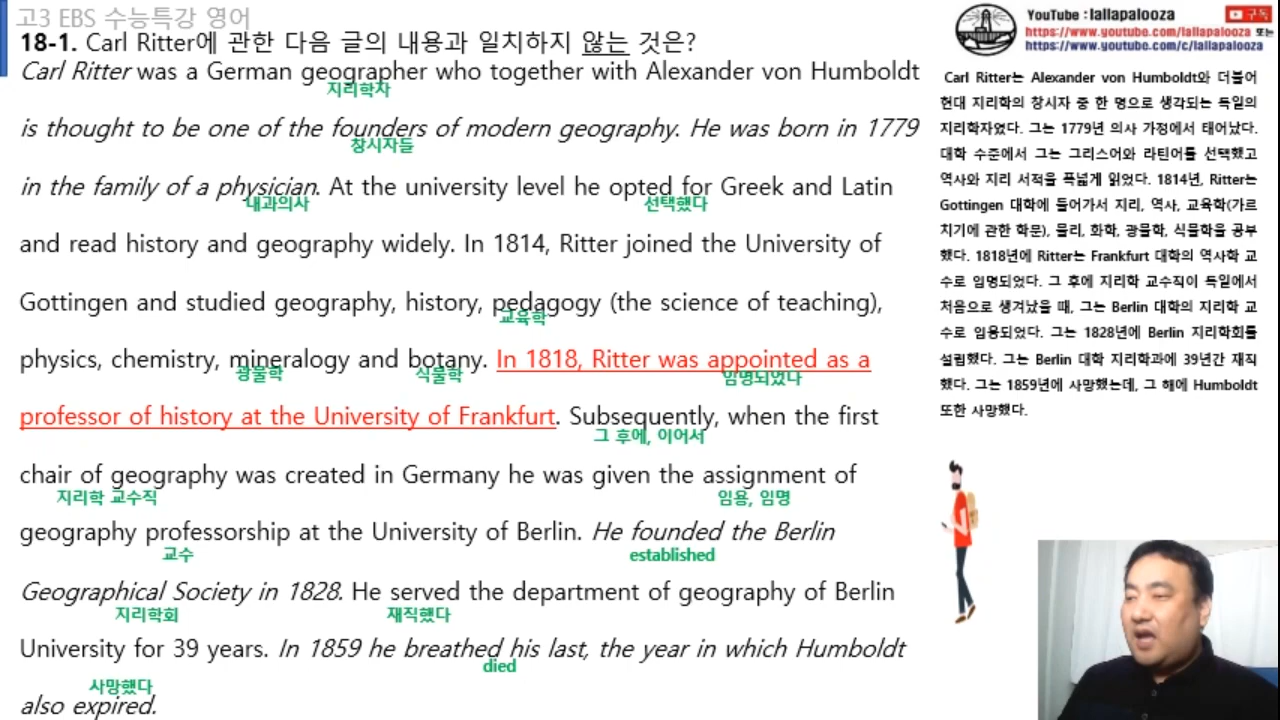 고3 EBS 수능특강 영어
18-1. Carl Ritter에 관한 다음 글의 내용과 일치하지 않는 것은?
Carl Ritter was a German geographer who together with Alexander von Humboldt
지리학자
is thought to be one of the founders of modern geography. He was born in 1779
창시자들
in the family of a physician. At the university level he opted for Greek and Latin
내과의사 선택했다
and read history and geography widely. In 1814, Ritter joined the University of
Gottingen and studied geography, history, pedagogy (the science of teaching),
교육학
physics, chemistry, mineralogy and botany. In 1818, Ritter was appointed as a
광물학 식물학 임명되었다
professor of history at the University of Frankfurt. Subsequently, when the first
그 후에, 이어서
chair of geography was created in Germany he was given the assignment of
지리학 교수직 임용, 임명
geography professorship at the University of Berlin. He founded the Berlin
교수 established
Geographical Society in 1828. He served the department of geography of Berlin
지리학회 재직했다
University for 39 years. In 1859 he breathed his last, the year in which Humboldt
died
사망했다
also expired.
YouTube : lallapalooza 구독
https://www.youtube.com/lallapalooza 또는
https://www.youtube.com/c/lallapalooza
Carl Ritter는 Alexander von Humboldt와 더불어
현대 지리학의 창시자 중 한 명으로 생각되는 독일의
지리학자였다. 그는 1779년 의사 가정에서 태어났다.
대학 수준에서 그는 그리스어와 라틴어를 선택했고
역사와 지리 서적을 폭넓게 읽었다. 1814년, Ritter는
Gottingen 대학에 들어가서 지리, 역사, 교육학(가르
치기에 관한 학문), 물리, 화학, 광물학, 식물학을 공부
했다. 1818년에 Ritter는 Frankfurt 대학의 역사학 교
수로 임명되었다. 그 후에 지리학 교수직이 독일에서
처음으로 생겨났을 때, 그는 Berlin 대학의 지리학 교
수로 임용되었다. 그는 1828년에 Berlin 지리학회를
설립했다. 그는 Berlin 대학 지리학과에 39년간 재직
했다. 그는 1859년에 사망했는데, 그 해에 Humboldt
또한 사망했다.